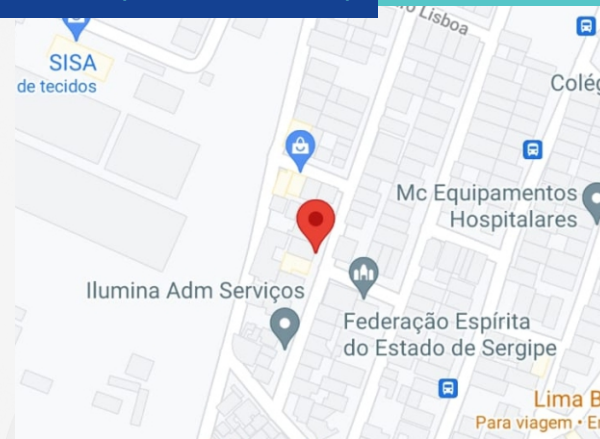 Lisboa
SISA
de tecidos
Colég
Mc Equipamentos
Hospitalares
Ilumina Adm Serviços
Federação Espírita
do Estado de Sergipe
Lima B
Para viagem • E